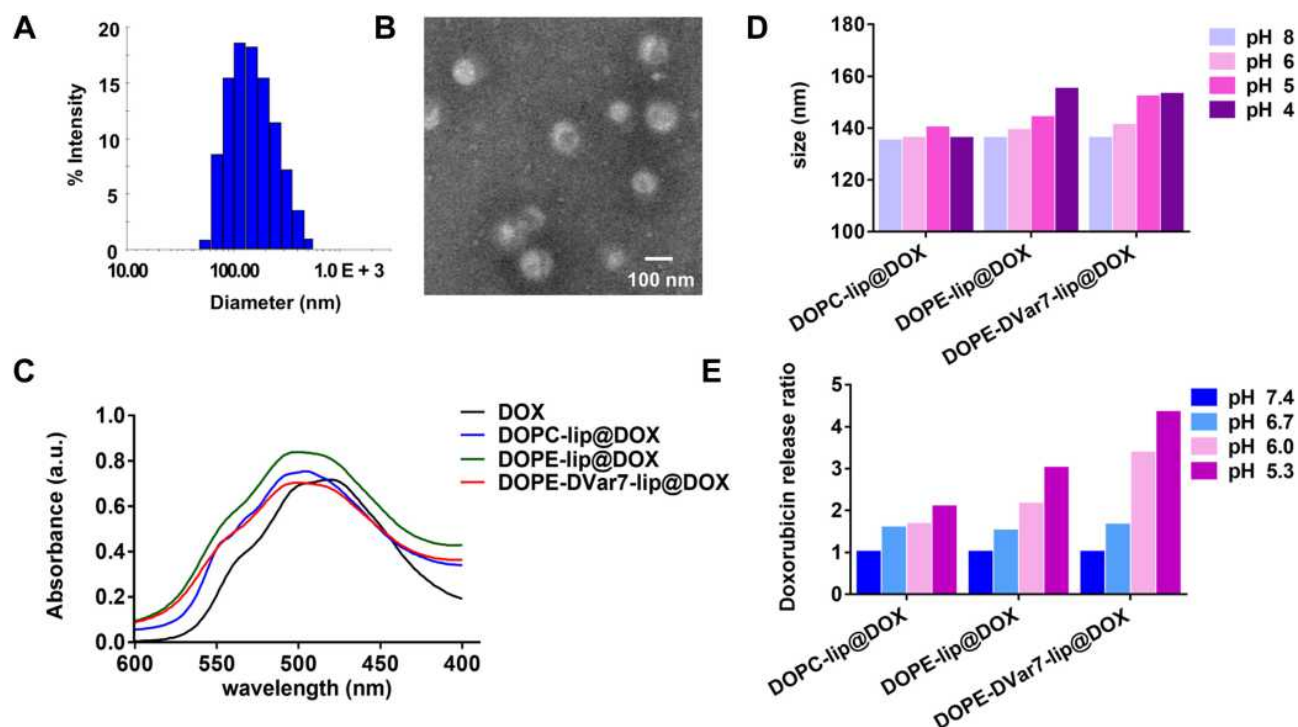 A
20
15
10
5
0
% Intensity
10.00 100.00 1.0 E + 3
Diameter (nm)
B
100 nm
C
1.0
0.8
0.6
0.4
0.2
0.0
Absorbance (a.u.)
600 550 500 450 400
wavelength (nm)
DOX
DOPC-lip@DOX
DOPE-lip@DOX
DOPE-DVar7-lip@DOX
D
180
160
140
120
100
size (nm)
DOPC-lip@DOX
DOPE-lip@DOX
DOPE-DVar7-lip@DOX
pH 8
pH 6
pH 5
pH 4
E
5
4
3
2
1
0
Doxorubicin release ratio
DOPC-lip@DOX
DOPE-lip@DOX
DOPE-DVar7-lip@DOX
pH 7.4
pH 6.7
pH 6.0
pH 5.3